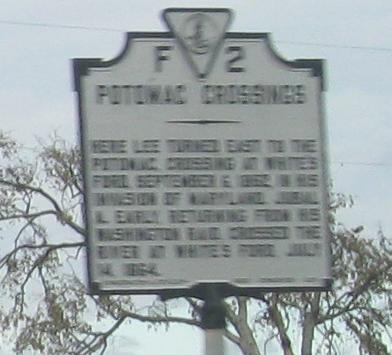 F 2
POTOMAC CROSSINGS
HERE LEE TURNED EAST TO THE
POTOMAC, CROSSING AT WHITE'S
FORD, SEPTEMBER 6, 1862, IN HIS
INVASION OF MARYLAND. JUBAL
A. EARLY, RETURNING FROM HIS
WASHINGTON RAID, CROSSED THE
RIVER AT WHITE'S FORD, JULY
14, 1864.